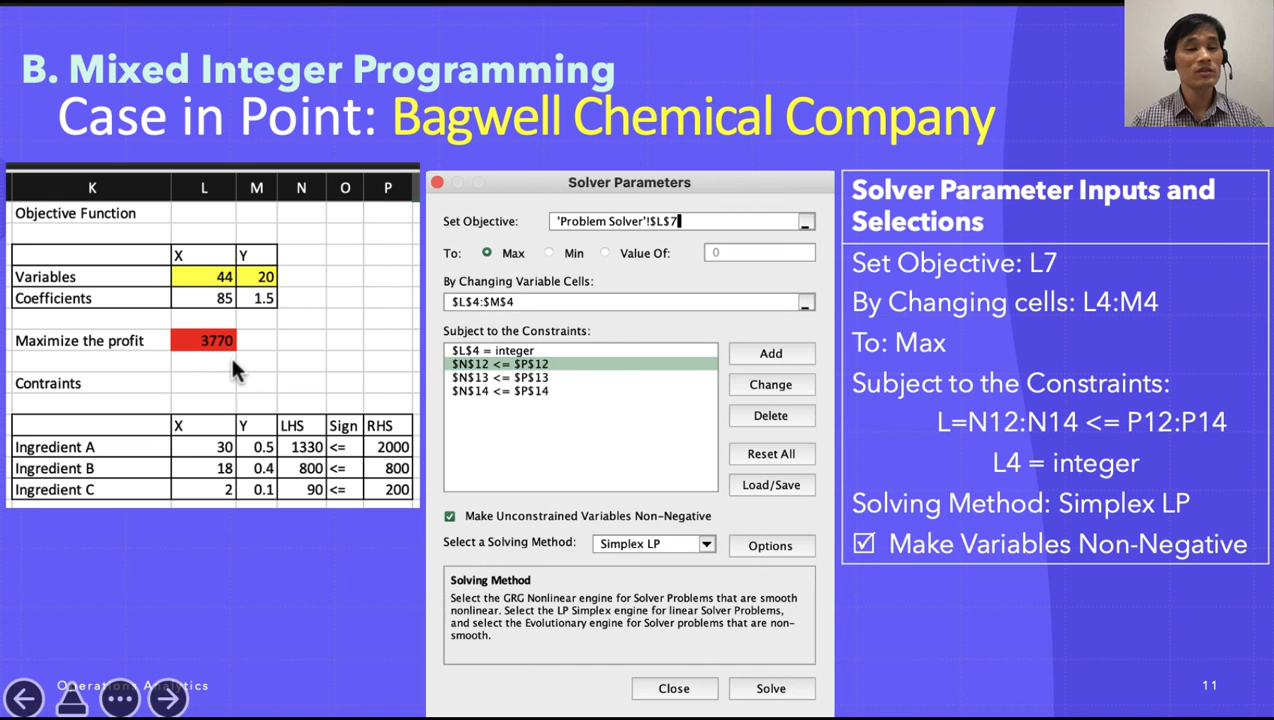 B. Mixed Integer Programming
Case in Point: Bagwell Chemical Company
K L M N O P
Objective Function
X Y
Variables 44 20
Coefficients 85 1.5
Maximize the profit 3770
Contraints
X Y LHS Sign RHS
Ingredient A 30 0.5 1330 <= 2000
Ingredient B 18 0.4 800 <= 800
Ingredient C 2 0.1 90 <= 200
Solver Parameters
Set Objective: 'Problem Solver'!$L$7
To: Max Min Value Of: 0
By Changing Variable Cells:
$L$4:$M$4
Subject to the Constraints:
$L$4 = integer
$N$12 <= $P$12
$N$13 <= $P$13
$N$14 <= $P$14
Add
Change
Delete
Reset All
Load/Save
Make Unconstrained Variables Non-Negative
Select a Solving Method: Simplex LP Options
Solving Method
Select the GRG Nonlinear engine for Solver Problems that are smooth
nonlinear. Select the LP Simplex engine for linear Solver Problems,
and select the Evolutionary engine for Solver problems that are non-
smooth.
Close Solve
Solver Parameter Inputs and
Selections
Set Objective: L7
By Changing cells: L4:M4
To: Max
Subject to the Constraints:
L=N12:N14 <= P12:P14
L4 = integer
Solving Method: Simplex LP
☑ Make Variables Non-Negative
Operations Analytics
11